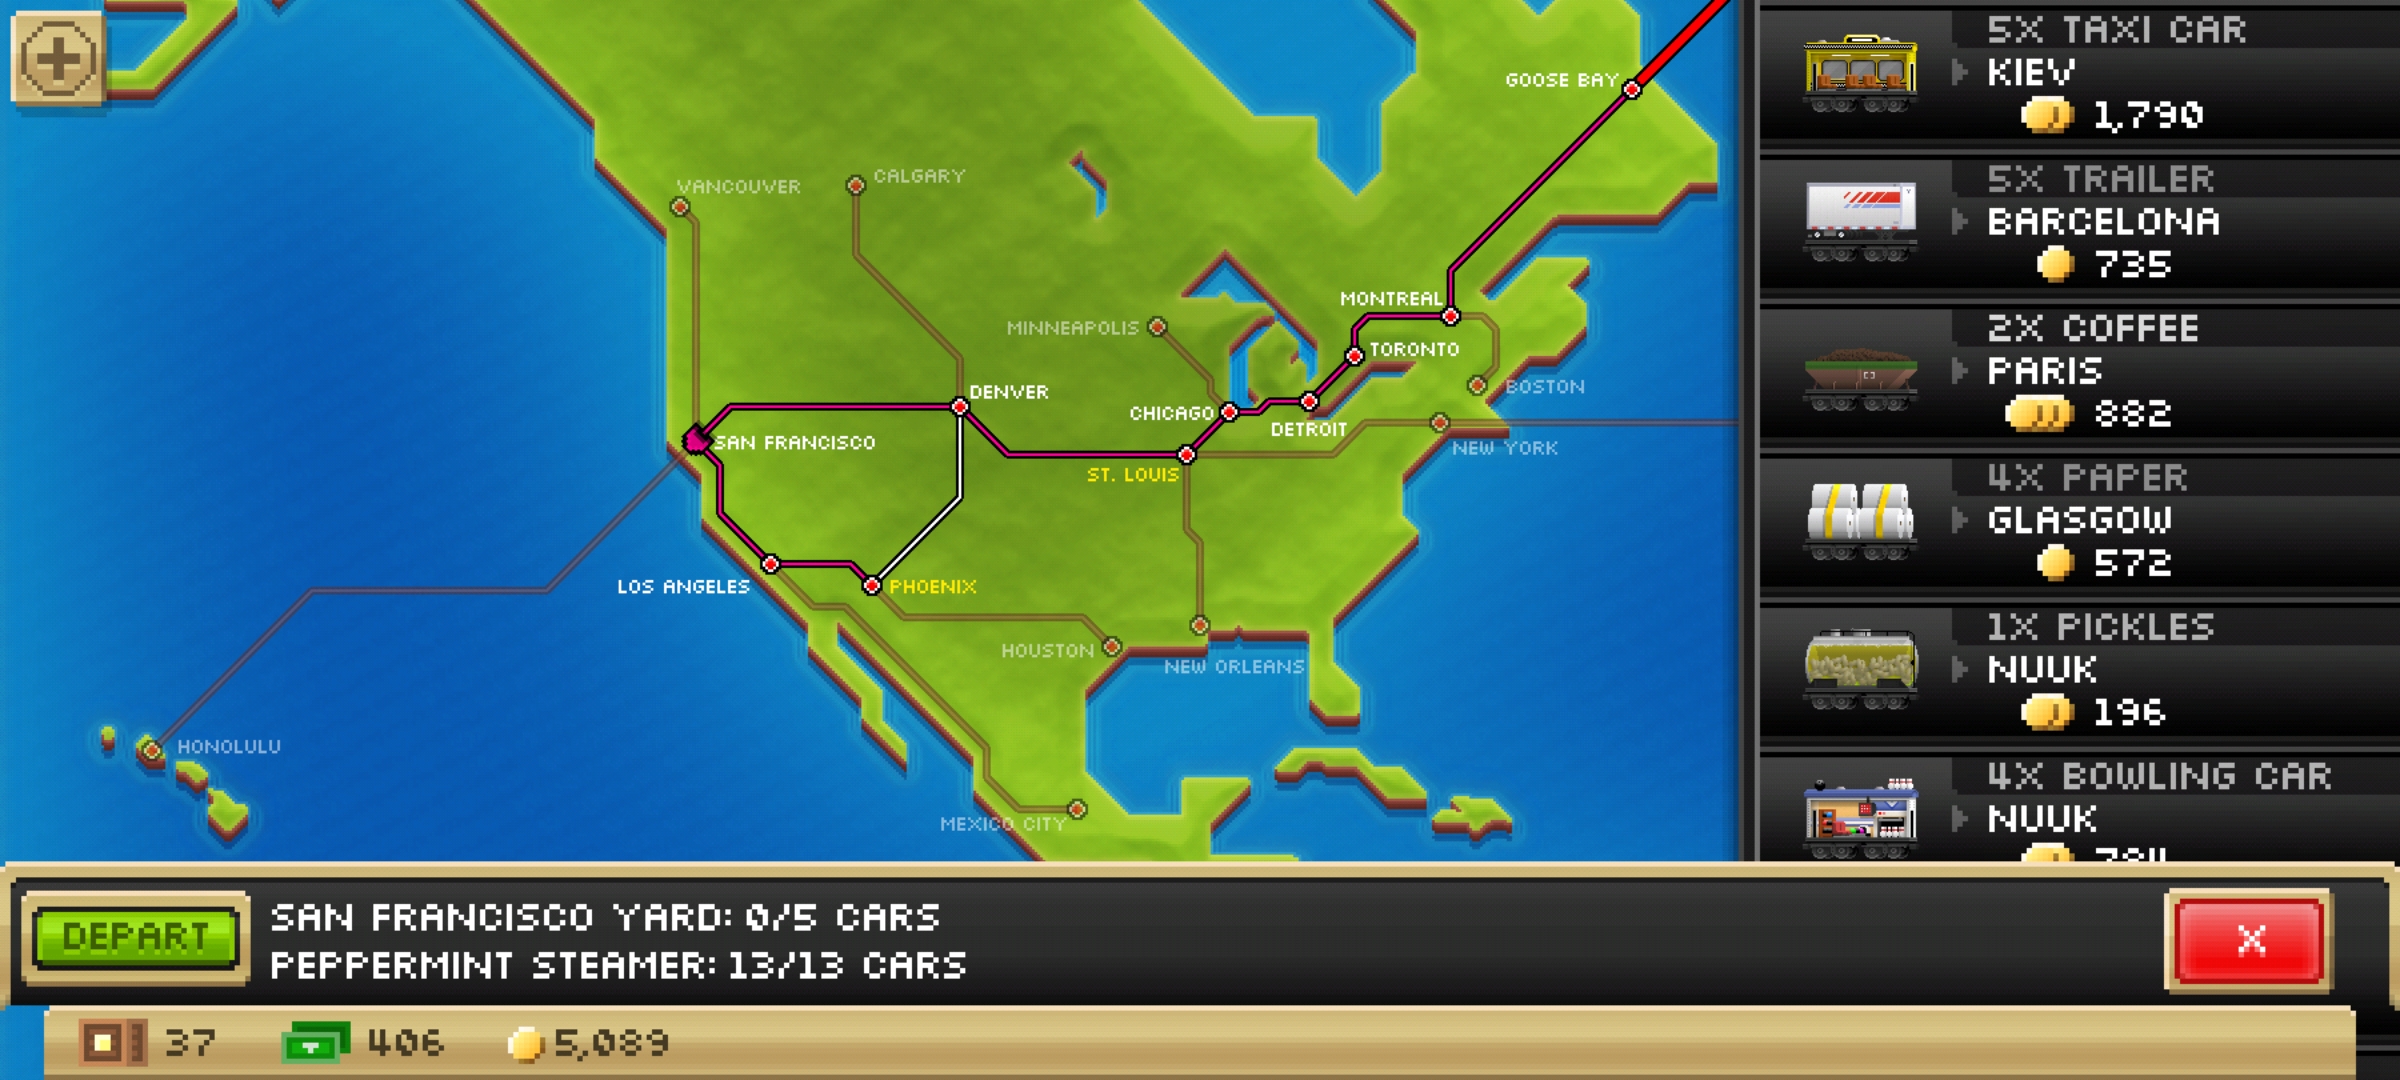 GOOSE BAY
VANCOUVER
CALGARY
MONTREAL
MINNEAPOLIS
TORONTO
DENVER
BOSTON
CHICAGO
DETROIT
SAN FRANCISCO
NEW YORK
ST. LOUIS
LOS ANGELES
PHOENIX
HOUSTON
NEW ORLEANS
HONOLULU
MEXICO CITY
5X TAXI CAR
KIEV
1,790
5X TRAILER
BARCELONA
735
2X COFFEE
PARIS
882
4X PAPER
GLASGOW
572
1X PICKLES
NUUK
196
4X BOWLING CAR
NUUK
DEPART
SAN FRANCISCO YARD: 0/5 CARS
PEPPERMINT STEAMER: 13/13 CARS
X
37
406
5,089